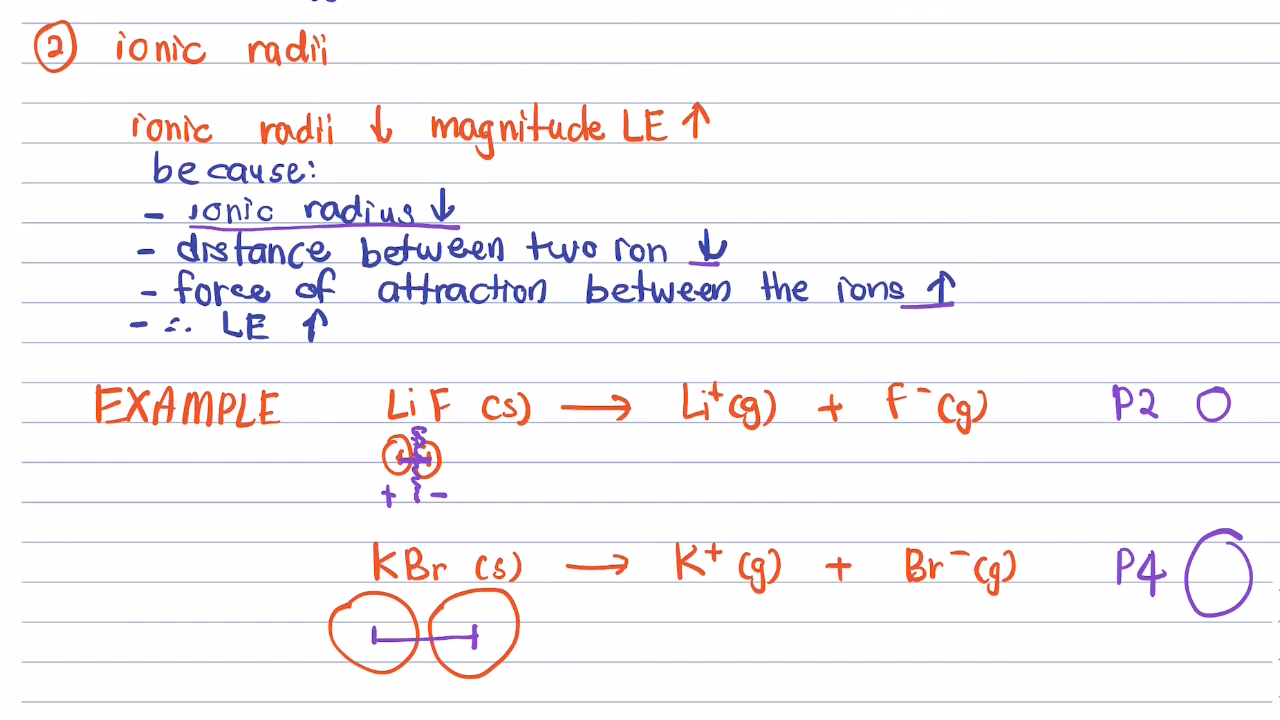 ② ionic radii
ionic radii ↓ magnitude LE ↑
because:
- ionic radius ↓
- distance between two ion ↓
- force of attraction between the ions ↑
- ∴ LE ↑
EXAMPLE LiF (s) → Li⁺(g) + F⁻(g) P2
+ -
KBr (s) → K⁺(g) + Br⁻(g) P4